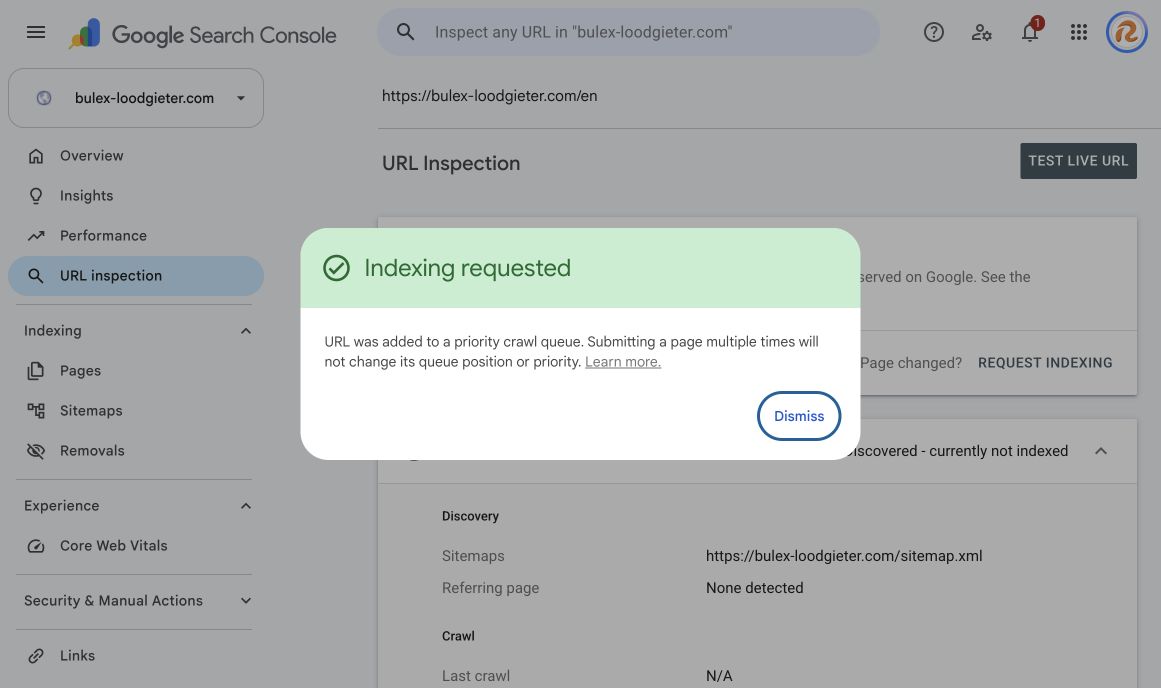 Google Search Console
Inspect any URL in "bulex-loodgieter.com"
1
bulex-loodgieter.com
Overview
Insights
Performance
URL inspection
Indexing
Pages
Sitemaps
Removals
Experience
Core Web Vitals
Security & Manual Actions
Links
https://bulex-loodgieter.com/en
URL Inspection
TEST LIVE URL
served on Google. See the
Page changed? REQUEST INDEXING
Indexing requested
URL was added to a priority crawl queue. Submitting a page multiple times will
not change its queue position or priority. Learn more.
Dismiss
Discovered - currently not indexed
Discovery
Sitemaps https://bulex-loodgieter.com/sitemap.xml
Referring page None detected
Crawl
Last crawl N/A